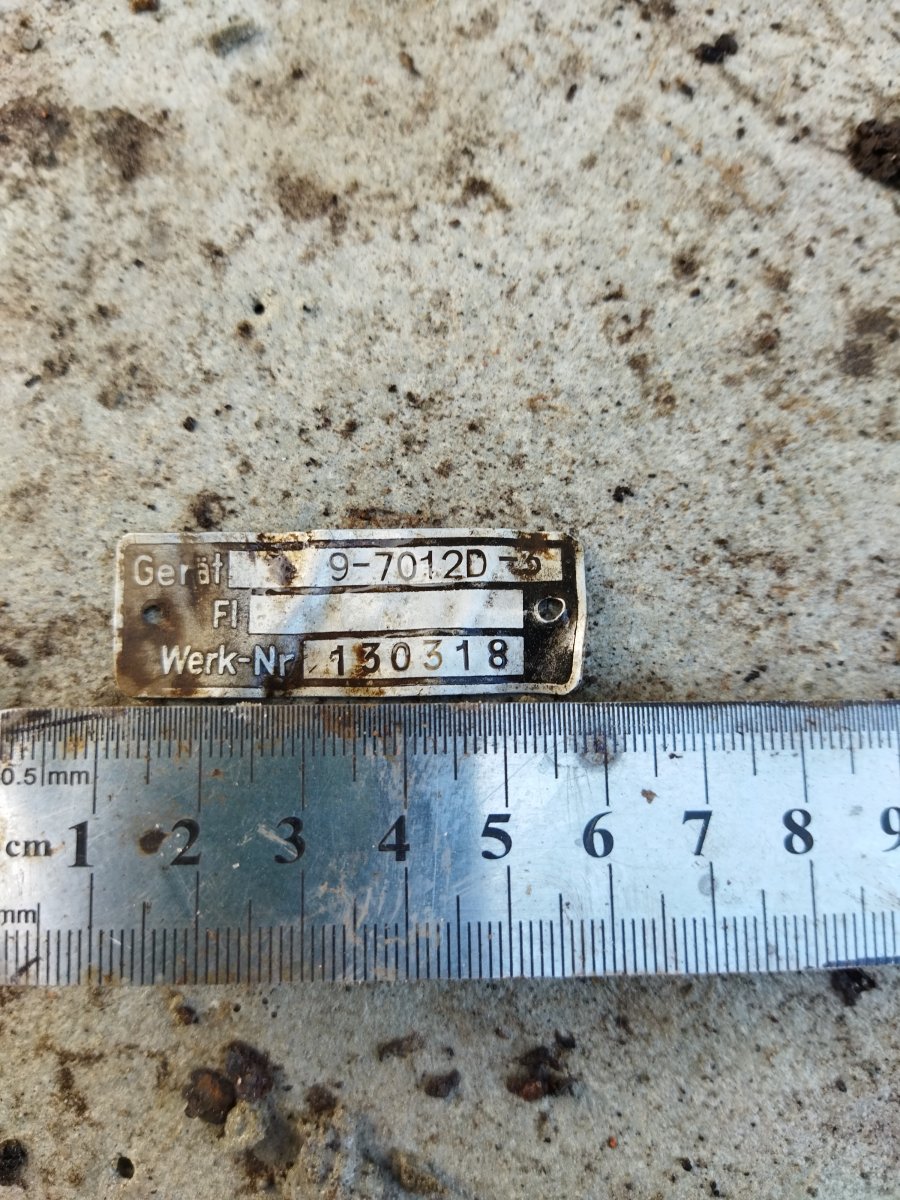 Gerät 9-7012D-3
Fl
Werk-Nr 130318
0.5 mm
cm 1 2 3 4 5 6 7 8 9
mm